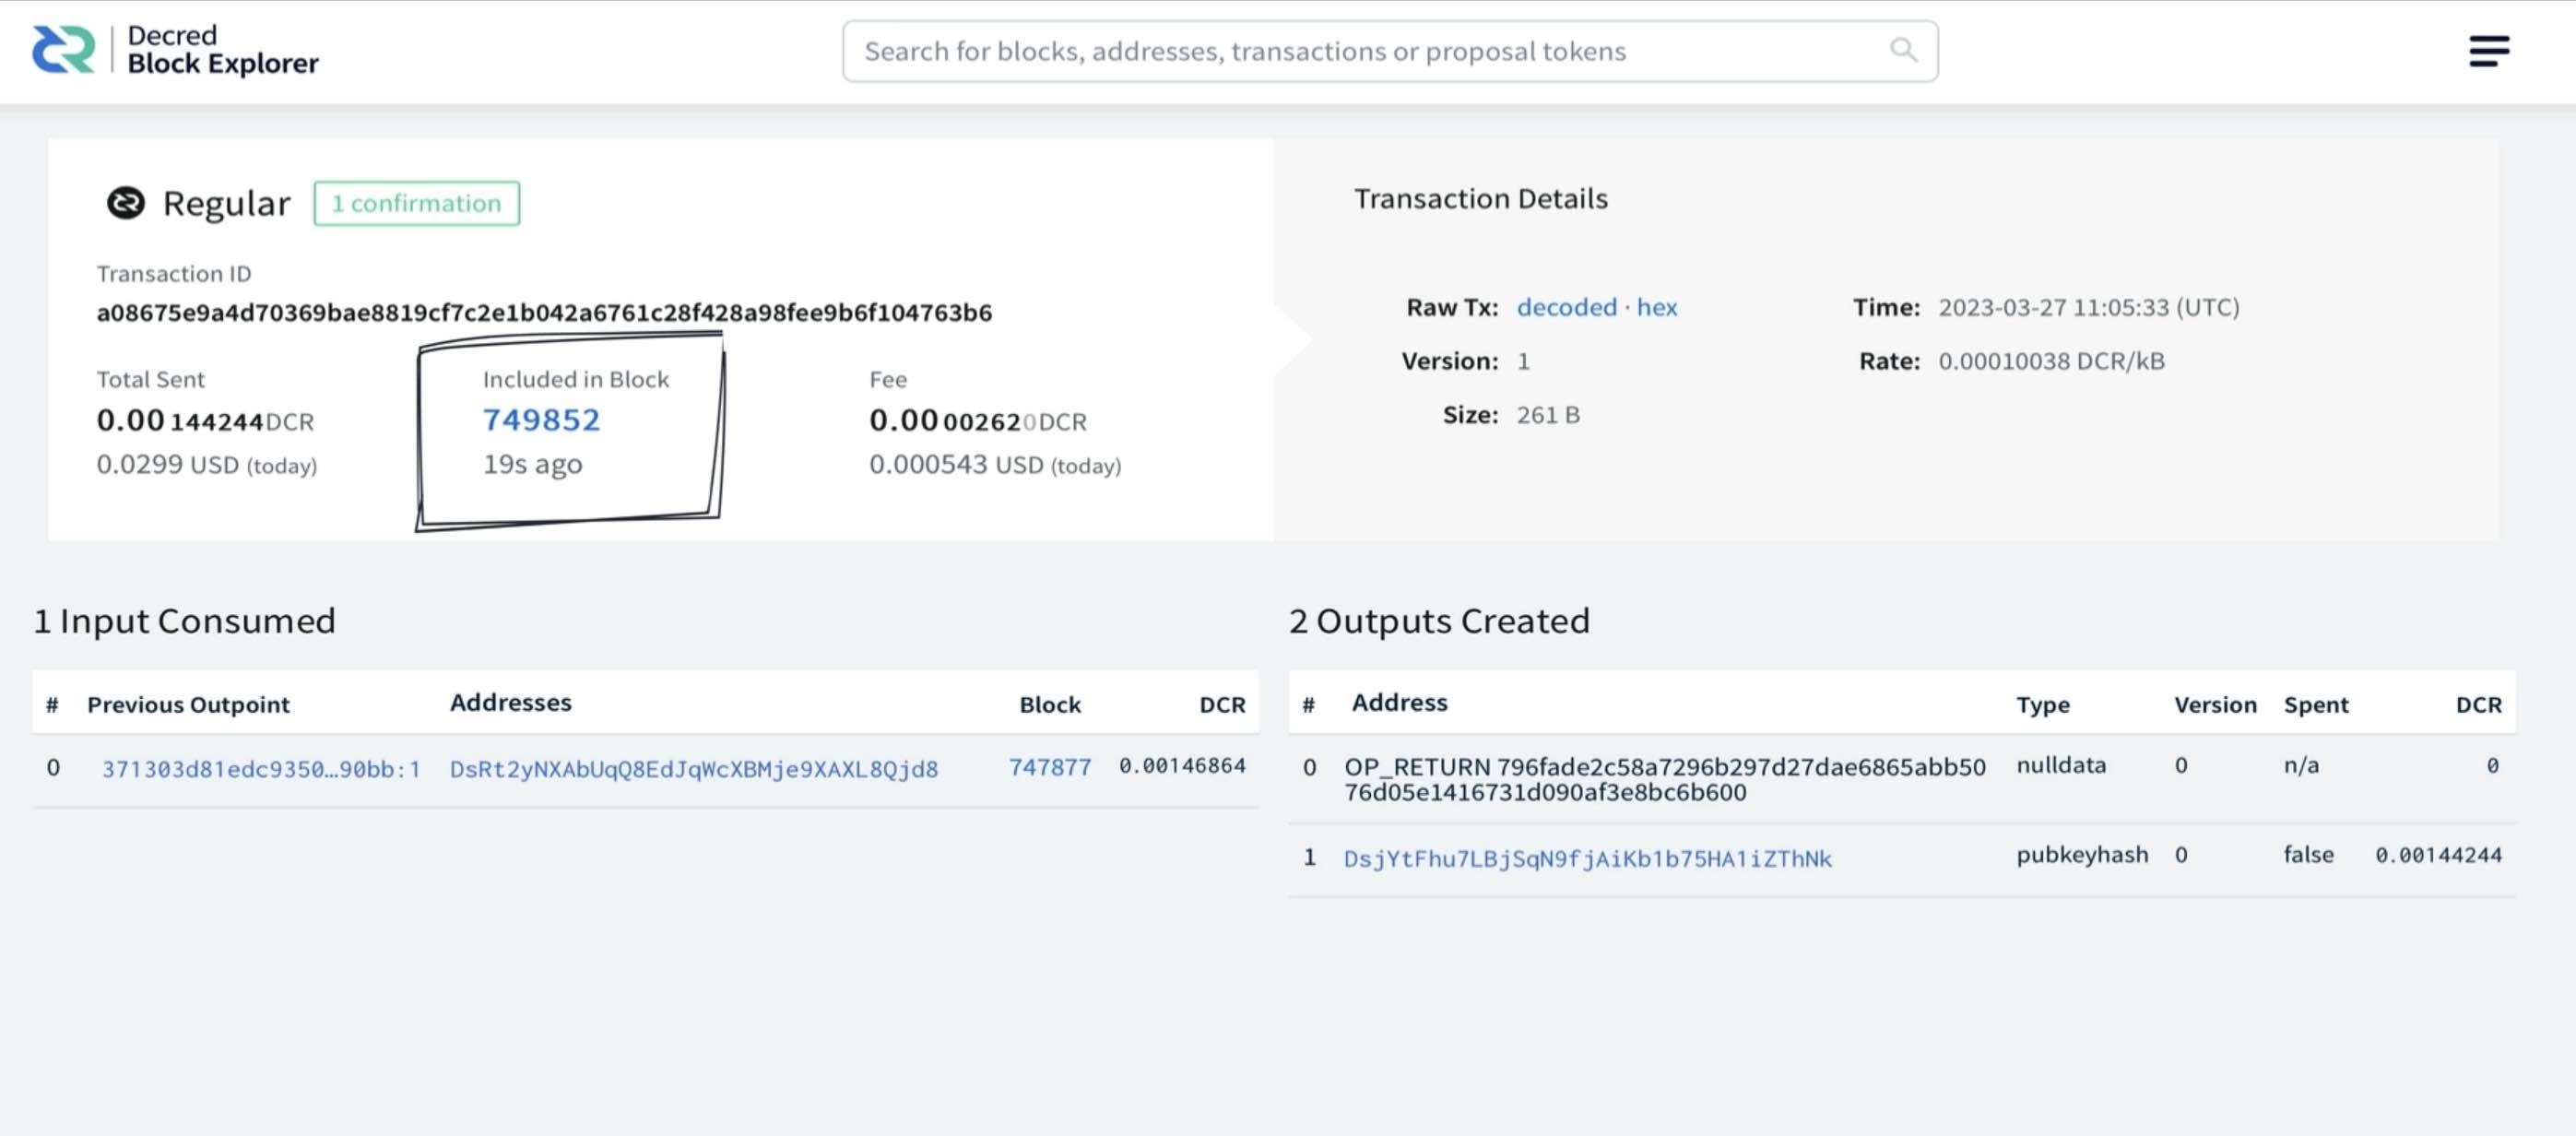 Decred
Block Explorer
Search for blocks, addresses, transactions or proposal tokens
Regular 1 confirmation
Transaction ID
a08675e9a4d70369bae8819cf7c2e1b042a6761c28f428a98fee9b6f104763b6
Total Sent Included in Block Fee
0.00144244DCR 749852 0.00002620DCR
0.0299 USD (today) 19s ago 0.000543 USD (today)
Transaction Details
Raw Tx: decoded · hex Time: 2023-03-27 11:05:33 (UTC)
Version: 1 Rate: 0.00010038 DCR/kB
Size: 261 B
1 Input Consumed
# Previous Outpoint Addresses Block DCR
0 371303d81edc9350...90bb:1 DsRt2yNXAbUqQ8EdJqWcXBMje9XAXL8Qjd8 747877 0.00146864
2 Outputs Created
# Address Type Version Spent DCR
0 OP_RETURN 796fade2c58a7296b297d27dae6865abb50 nulldata 0 n/a 0
76d05e1416731d090af3e8bc6b600
1 DsjYtFhu7LBjSqN9fjAiKb1b75HA1iZThNk pubkeyhash 0 false 0.00144244